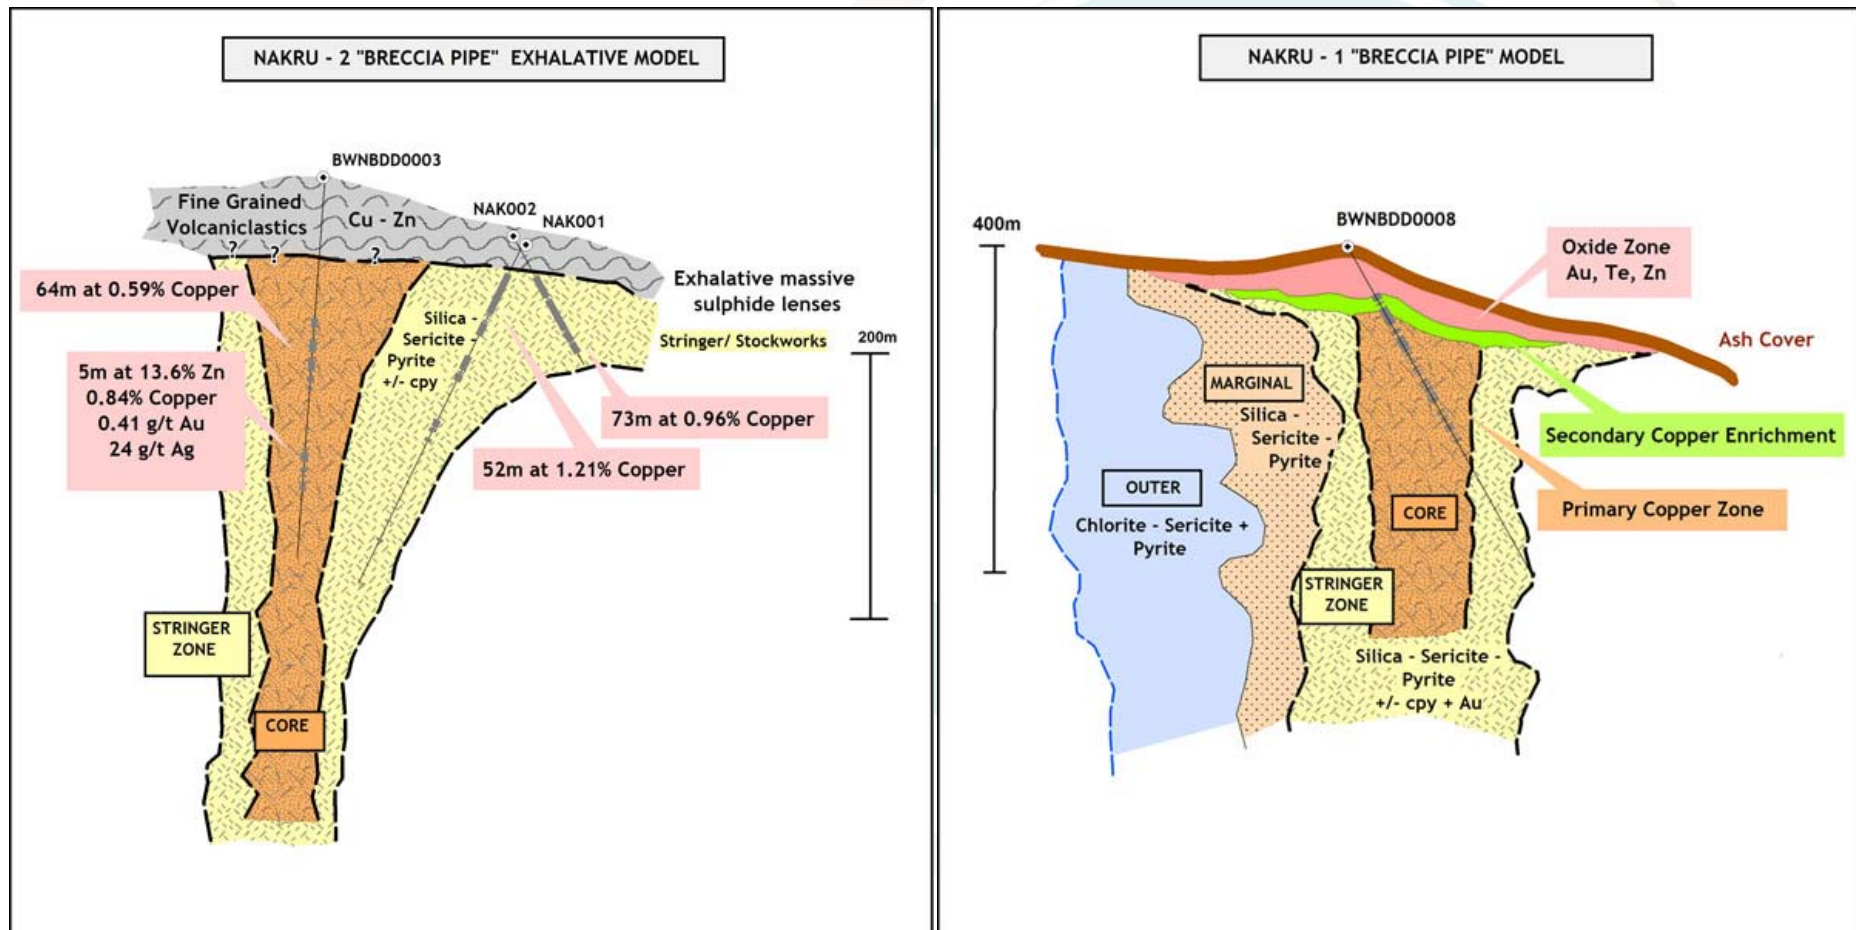 NAKRU - 2 "BRECCIA PIPE" EXHALATIVE MODEL
BWNBDD0003
Fine Grained
Volcaniclastics
Cu - Zn
NAK002
NAK001
?
?
?
64m at 0.59% Copper
Exhalative massive
sulphide lenses
Silica -
Sericite -
Pyrite
+/- cpy
Stringer/ Stockworks
200m
5m at 13.6% Zn
0.84% Copper
0.41 g/t Au
24 g/t Ag
73m at 0.96% Copper
52m at 1.21% Copper
STRINGER
ZONE
CORE
NAKRU - 1 "BRECCIA PIPE" MODEL
400m
BWNBDD0008
Oxide Zone
Au, Te, Zn
Ash Cover
MARGINAL
Silica -
Sericite -
Pyrite
Secondary Copper Enrichment
OUTER
Chlorite - Sericite +
Pyrite
CORE
Primary Copper Zone
STRINGER
ZONE
Silica - Sericite -
Pyrite
+/- cpy + Au